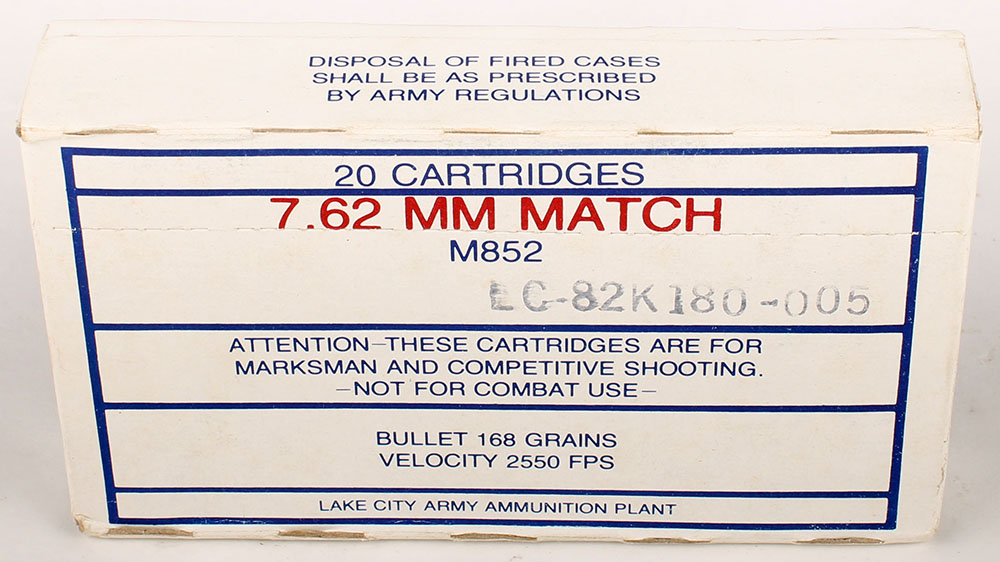 DISPOSAL OF FIRED CASES
SHALL BE AS PRESCRIBED
BY ARMY REGULATIONS
20 CARTRIDGES
7.62 MM MATCH
M852
LC-82K180-005
ATTENTION—THESE CARTRIDGES ARE FOR
MARKSMAN AND COMPETITIVE SHOOTING.
—NOT FOR COMBAT USE—
BULLET 168 GRAINS
VELOCITY 2550 FPS
LAKE CITY ARMY AMMUNITION PLANT